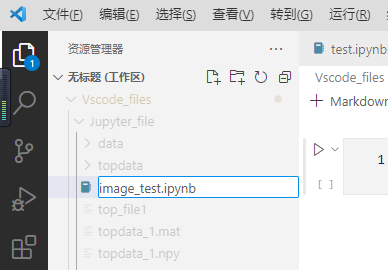 文件(F) 编辑(E) 选择(S) 查看(V) 转到(G) 运行(R)
资源管理器 ...
test.ipynb
无标题 (工作区)
Vscode_files
Vscode_files
+ Markdown
Jupyter_file
data
topdata
image_test.ipynb
top_file1
topdata_1.mat
topdata_1.npy
1
1
[ ]